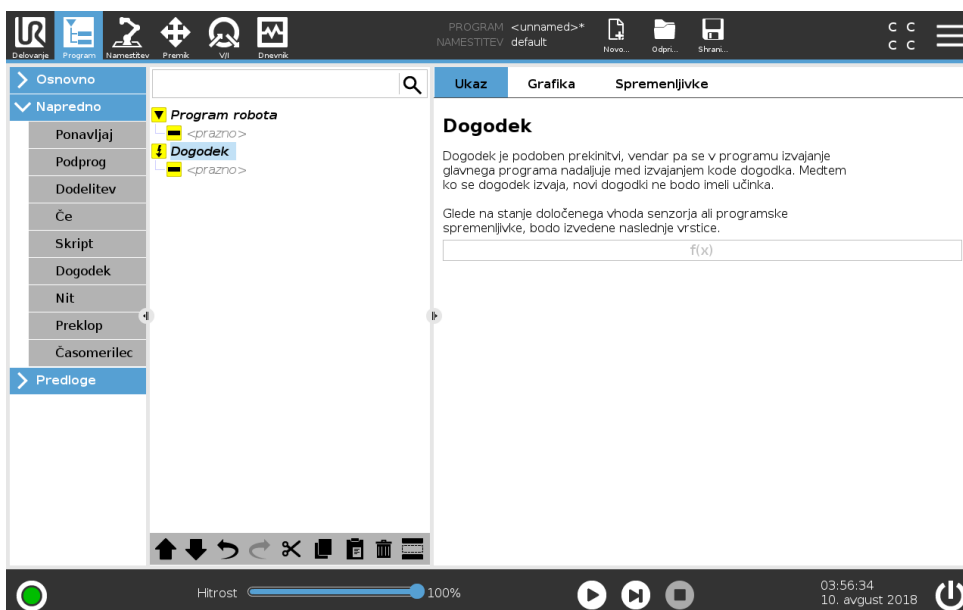 UR
PROGRAM <unnamed>*
NAMESTITEV default
Delovanje
Program
Namestitev
Premik
V/I
Dnevnik
Novo...
Odpri...
Shrani...
C C
C C
Osnovno
Napredno
Ponavljaj
Podprog
Dodelitev
Če
Skript
Dogodek
Nit
Preklop
Časomerilec
Predloge
Program robota
<prazno>
Dogodek
<prazno>
Ukaz
Grafika
Spremenljivke
Dogodek
Dogodek je podoben prekinitvi, vendar pa se v programu izvajanje
glavnega programa nadaljuje med izvajanjem kode dogodka. Medtem
ko se dogodek izvaja, novi dogodki ne bodo imeli učinka.
Glede na stanje določenega vhoda senzorja ali programske
spremenljivke, bodo izvedene naslednje vrstice.
f(x)
Hitrost
100%
03:56:34
10. avgust 2018